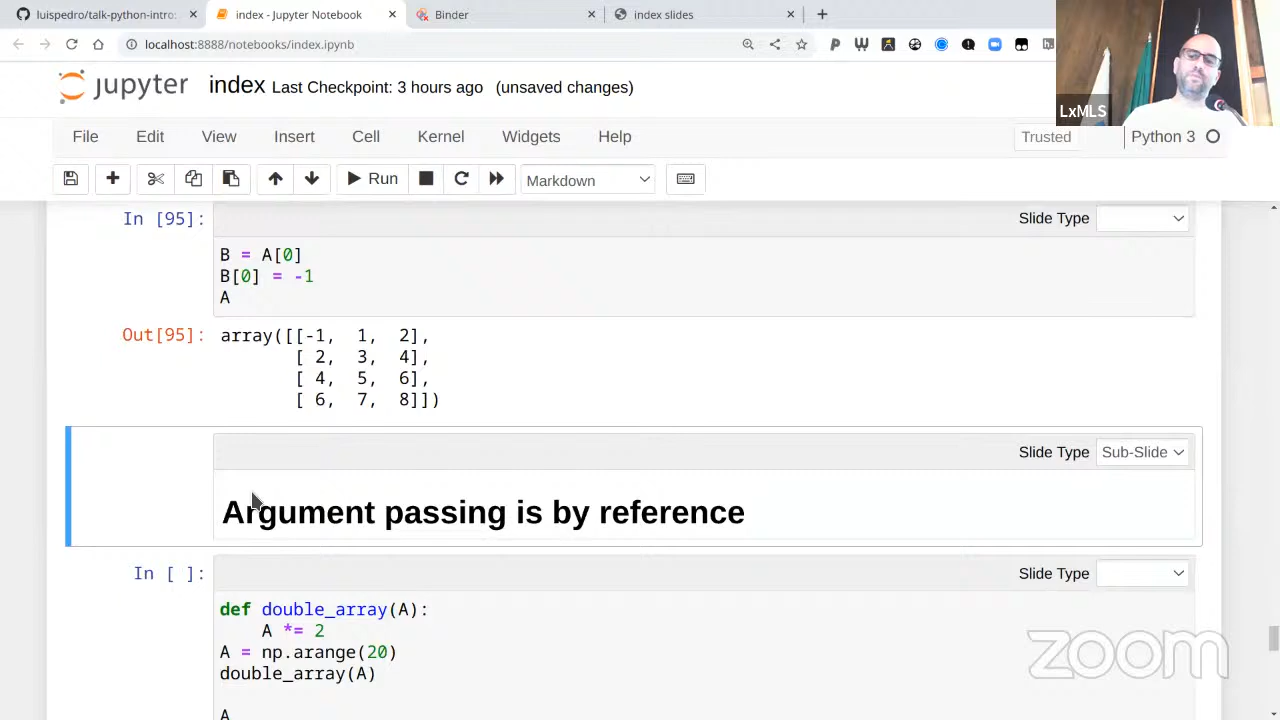 luispedro/talk-python-intro:
index - Jupyter Notebook
Binder
index slides
localhost:8888/notebooks/index.ipynb
LxMLS
jupyter
index Last Checkpoint: 3 hours ago (unsaved changes)
File Edit View Insert Cell Kernel Widgets Help
Trusted
Python 3
Run
Markdown
In [95]:
Slide Type
B = A[0]
B[0] = -1
A
Out[95]:
array([[-1, 1, 2],
[ 2, 3, 4],
[ 4, 5, 6],
[ 6, 7, 8]])
Slide Type Sub-Slide
Argument passing is by reference
In [ ]:
Slide Type
def double_array(A):
A *= 2
A = np.arange(20)
double_array(A)
A
zoom